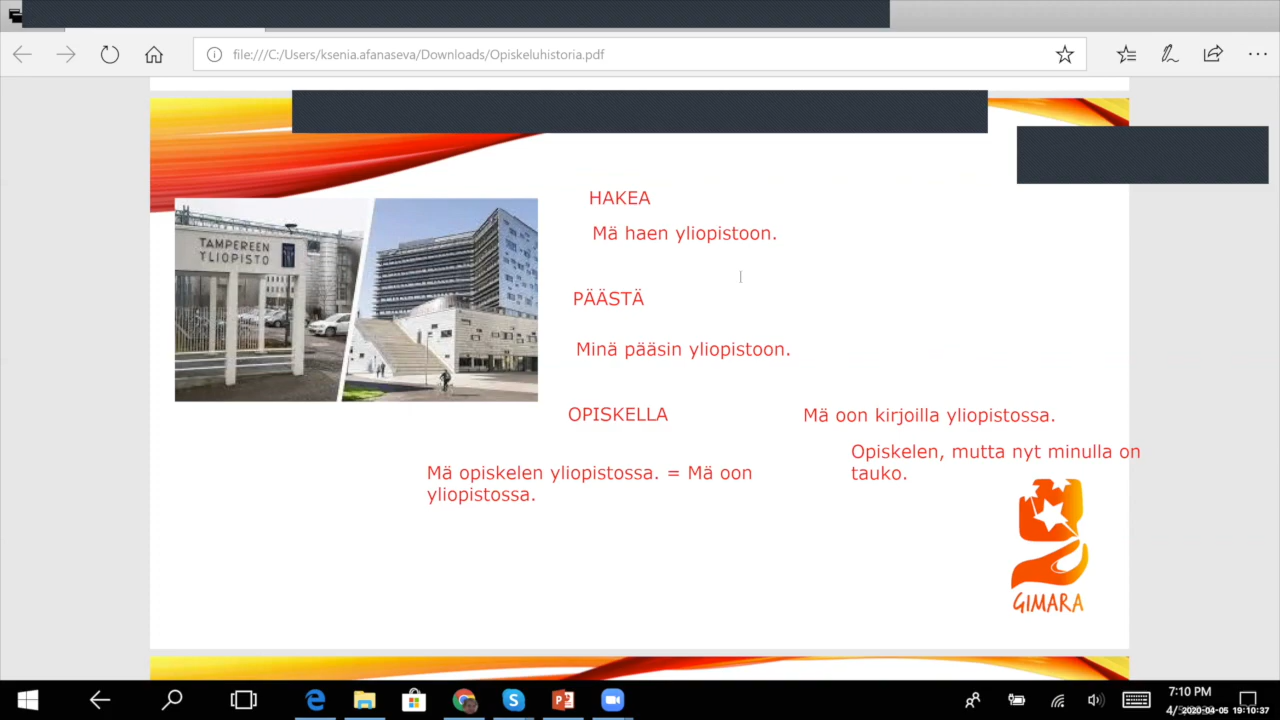 file:///C:/Users/ksenia.afanaseva/Downloads/Opiskeluhistoria.pdf
TAMPEREEN
YLIOPISTO
HAKEA
Mä haen yliopistoon.
PÄÄSTÄ
Minä pääsin yliopistoon.
OPISKELLA
Mä oon kirjoilla yliopistossa.
Opiskelen, mutta nyt minulla on
tauko.
Mä opiskelen yliopistossa. = Mä oon
yliopistossa.
GIMARA
7:10 PM
2020-04-05 19:10:37